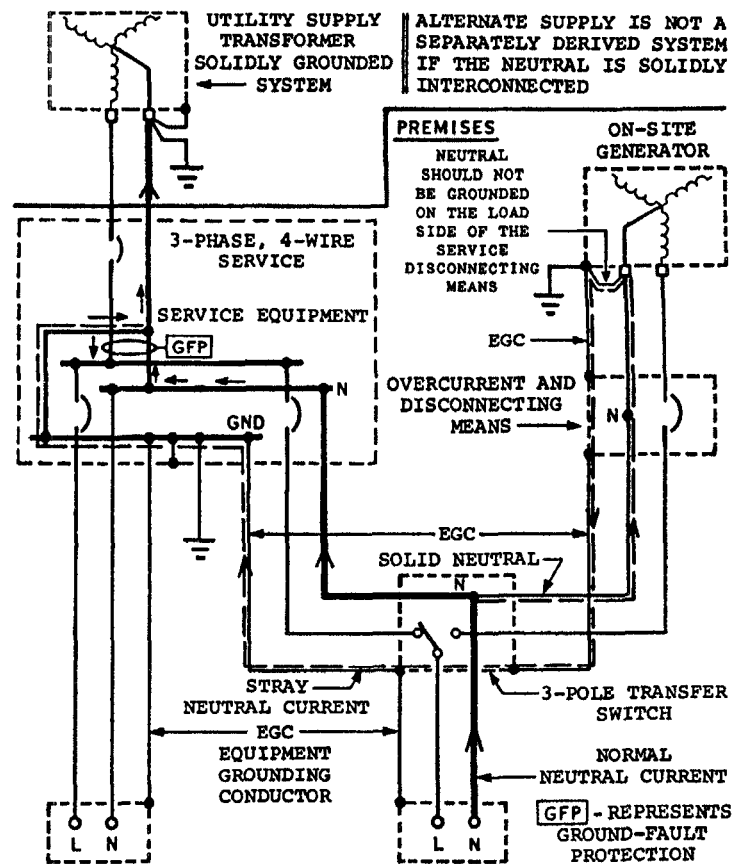 UTILITY SUPPLY
TRANSFORMER
SOLIDLY GROUNDED
SYSTEM
ALTERNATE SUPPLY IS NOT A
SEPARATELY DERIVED SYSTEM
IF THE NEUTRAL IS SOLIDLY
INTERCONNECTED
PREMISES
ON-SITE
GENERATOR
NEUTRAL
SHOULD NOT
BE GROUNDED
ON THE LOAD
SIDE OF THE
SERVICE
DISCONNECTING
MEANS
3-PHASE, 4-WIRE
SERVICE
SERVICE EQUIPMENT
GFP
EGC
N
OVERCURRENT AND
DISCONNECTING
MEANS
N
GND
EGC
SOLID NEUTRAL
N
STRAY
NEUTRAL CURRENT
3-POLE TRANSFER
SWITCH
EGC
EQUIPMENT
GROUNDING
CONDUCTOR
NORMAL
NEUTRAL CURRENT
L N
L N
GFP - REPRESENTS
GROUND-FAULT
PROTECTION